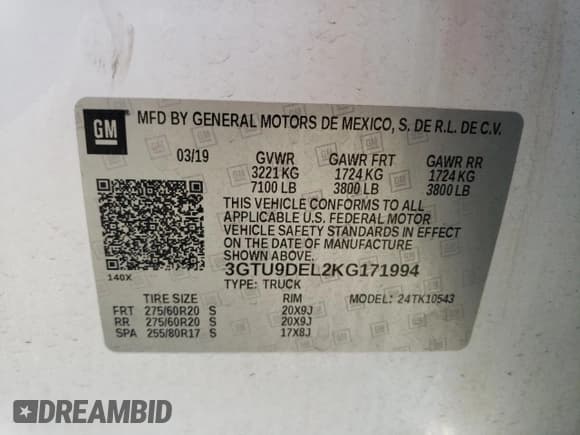 GM
MFD BY GENERAL MOTORS DE MEXICO, S. DE R.L. DE C.V.
03/19 GVWR GAWR FRT GAWR RR
3221 KG 1724 KG 1724 KG
7100 LB 3800 LB 3800 LB
THIS VEHICLE CONFORMS TO ALL
APPLICABLE U.S. FEDERAL MOTOR
VEHICLE SAFETY STANDARDS IN EFFECT
ON THE DATE OF MANUFACTURE
SHOWN ABOVE.
3GTU9DEL2KG171994
140X
TYPE: TRUCK MODEL: 24TK10543
TIRE SIZE RIM
FRT 275/60R20 S 20X9J
RR 275/60R20 S 20X9J
SPA 255/80R17 S 17X8J
DREAMBID